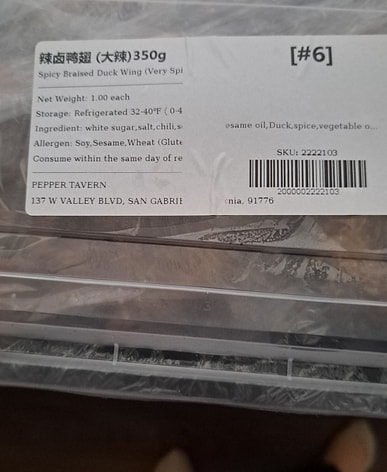 辣卤鸭翅 (大辣)350g
[#6]
Spicy Braised Duck Wing (Very Spi
Net Weight: 1.00 each
Storage: Refrigerated 32-40°F ( 0-4
Ingredient: white sugar,salt,chili,s esame oil,Duck,spice,vegetable o...
Allergen: Soy,Sesame,Wheat (Glute
Consume within the same day of re
SKU: 2222103
2000002222103
PEPPER TAVERN
137 W VALLEY BLVD, SAN GABRIE nia, 91776